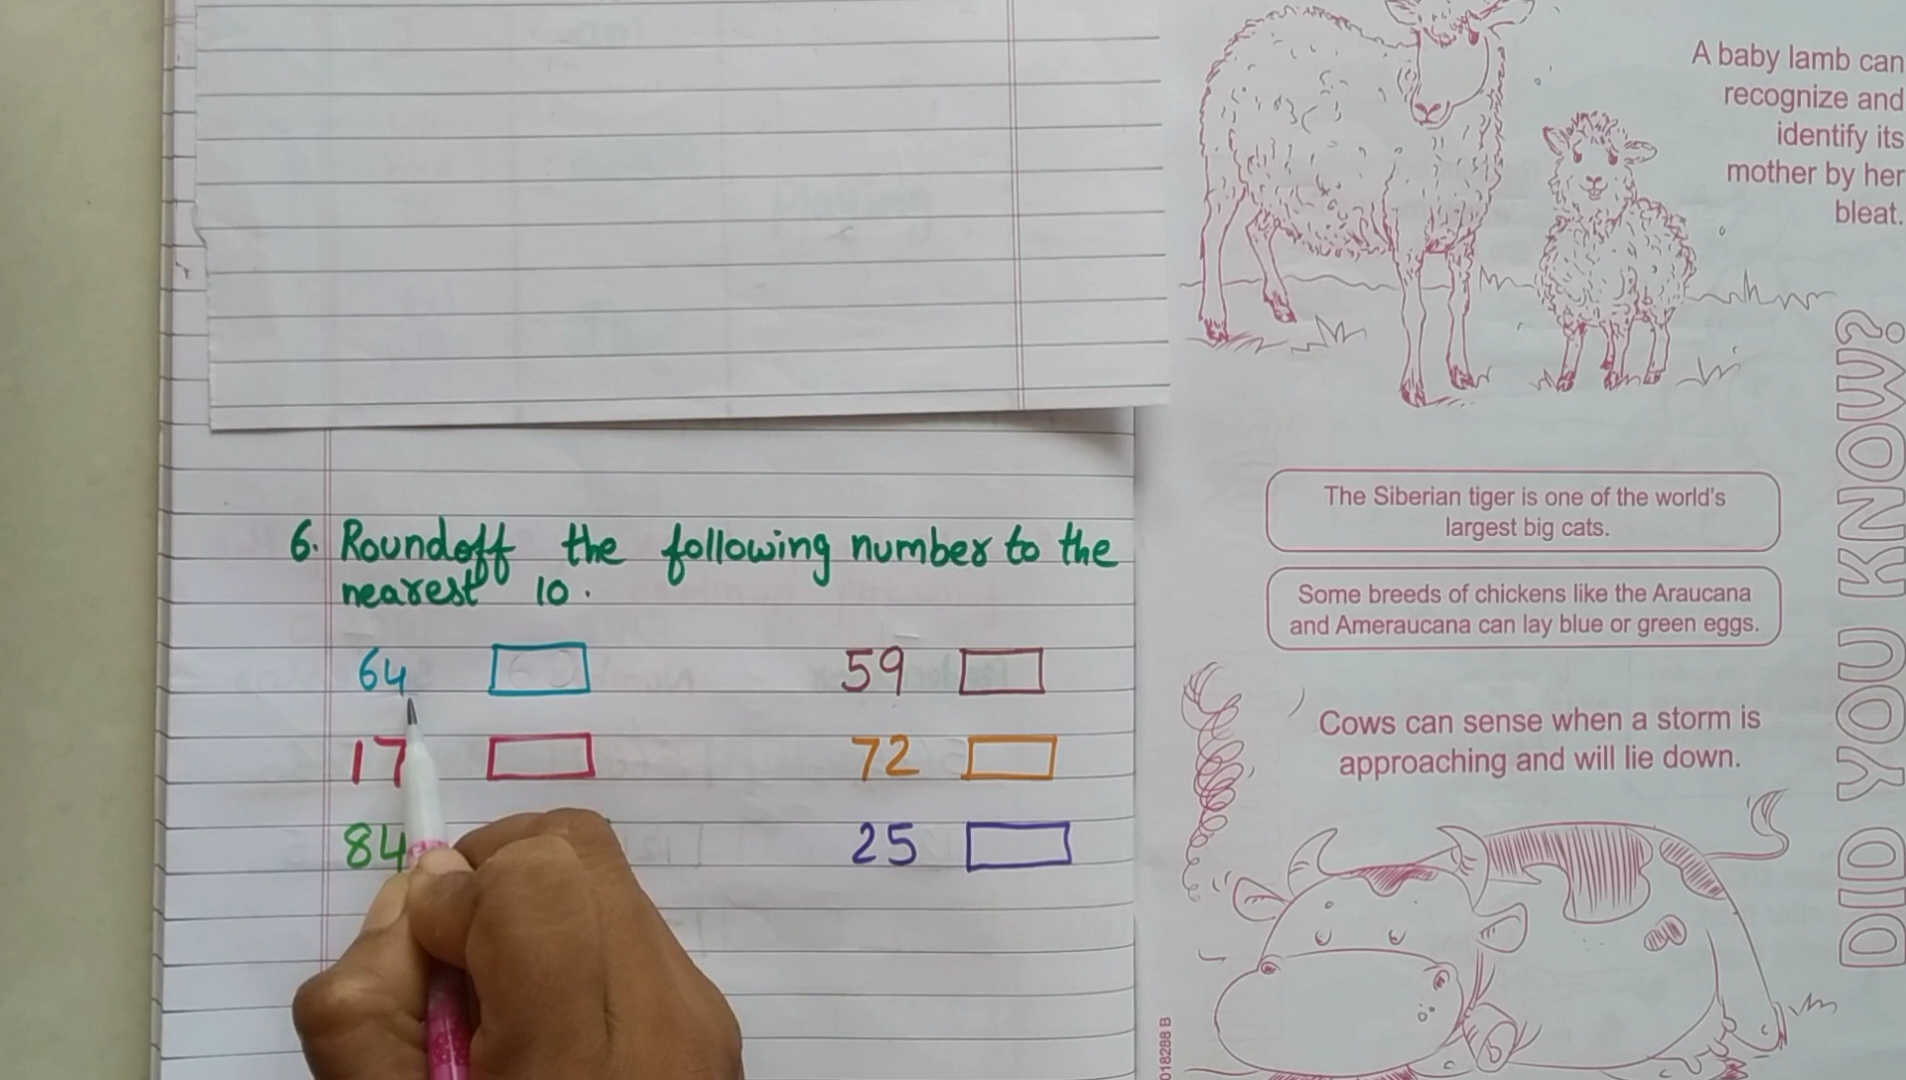 A baby lamb can
recognize and
identify its
mother by her
bleat.
6. Roundoff the following number to the
nearest 10.
64 59
17 72
84 25
The Siberian tiger is one of the world's
largest big cats.
Some breeds of chickens like the Araucana
and Ameraucana can lay blue or green eggs.
Cows can sense when a storm is
approaching and will lie down.
DID YOU KNOW?
018288 B